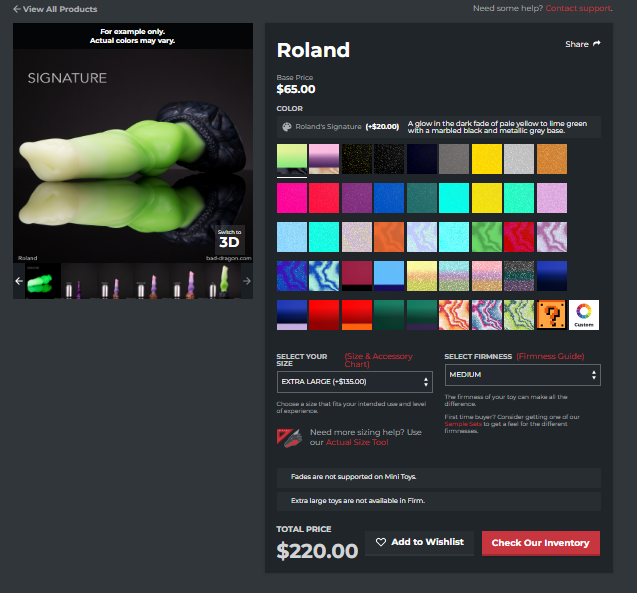 ← View All Products
Need some help? Contact support.
For example only.
Actual colors may vary.
SIGNATURE
Switch to
3D
Roland
bad-dragon.com
Roland
Share
Base Price
$65.00
COLOR
Roland's Signature (+$20.00) A glow in the dark fade of pale yellow to lime green
with a marbled black and metallic grey base.
?
Custom
SELECT YOUR
SIZE
(Size & Accessory
Chart)
EXTRA LARGE (+$135.00)
Choose a size that fits your intended use and level
of experience.
Need more sizing help? Use
our Actual Size Tool
SELECT FIRMNESS (Firmness Guide)
MEDIUM
The firmness of your toy can make all the
difference.
First time buyer? Consider getting one of our
Sample Sets to get a feel for the different
firmnesses.
Fades are not supported on Mini Toys.
Extra large toys are not available in Firm.
TOTAL PRICE
$220.00
Add to Wishlist
Check Our Inventory